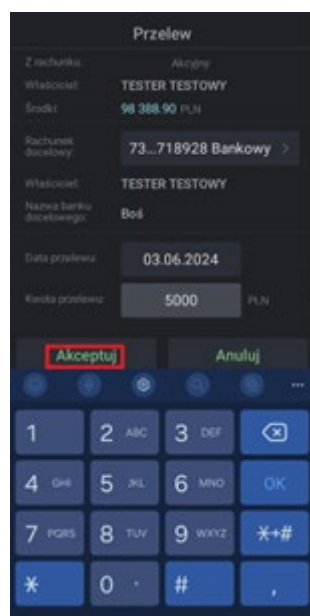 Przelew
Z rachunku: Akcyjny
Właściciel: TESTER TESTOWY
Środki: 98 388.90 PLN
Rachunek
docelowy: 73...718928 Bankowy >
Właściciel: TESTER TESTOWY
Nazwa banku
docelowego: Boś
Data przelewu: 03.06.2024
Kwota przelewu: 5000 PLN
Akceptuj Anuluj
1 2 ABC 3 DEF
4 GHI 5 JKL 6 MNO OK
7 PQRS 8 TUV 9 WXYZ *+#
* 0 # ,